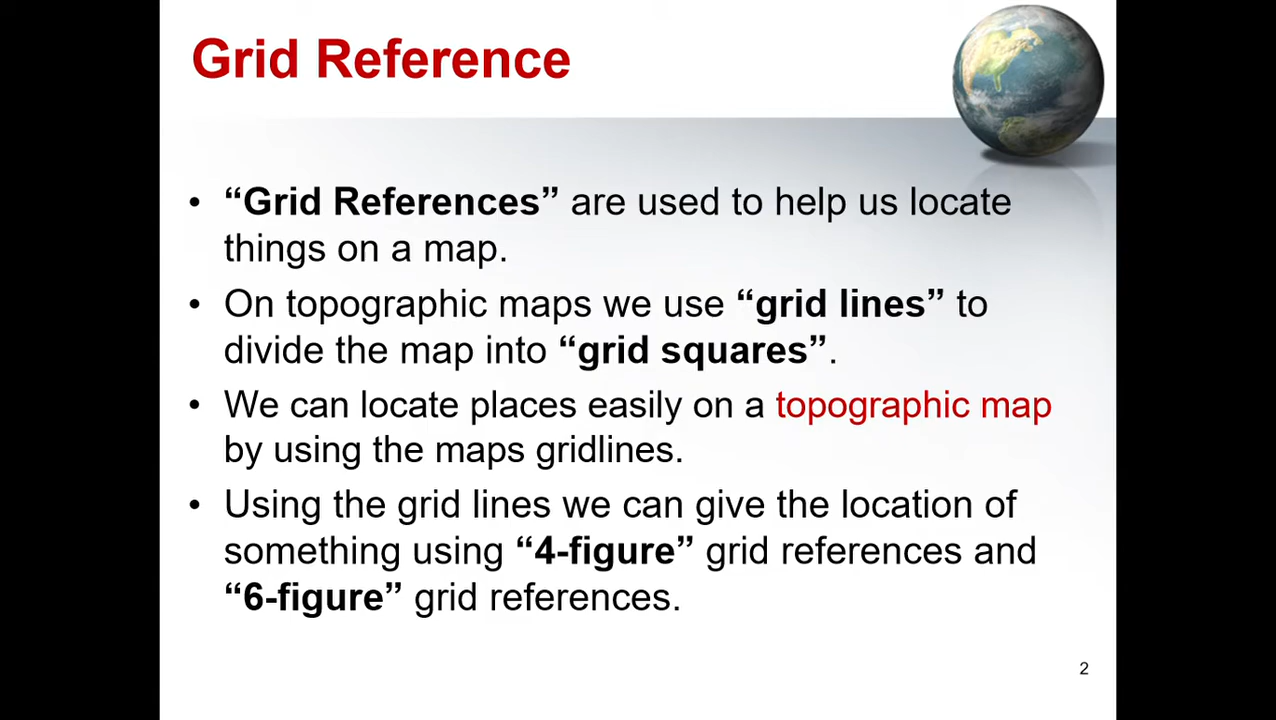 Grid Reference
• “Grid References” are used to help us locate
things on a map.
• On topographic maps we use “grid lines” to
divide the map into “grid squares”.
• We can locate places easily on a topographic map
by using the maps gridlines.
• Using the grid lines we can give the location of
something using “4-figure” grid references and
“6-figure” grid references.
2